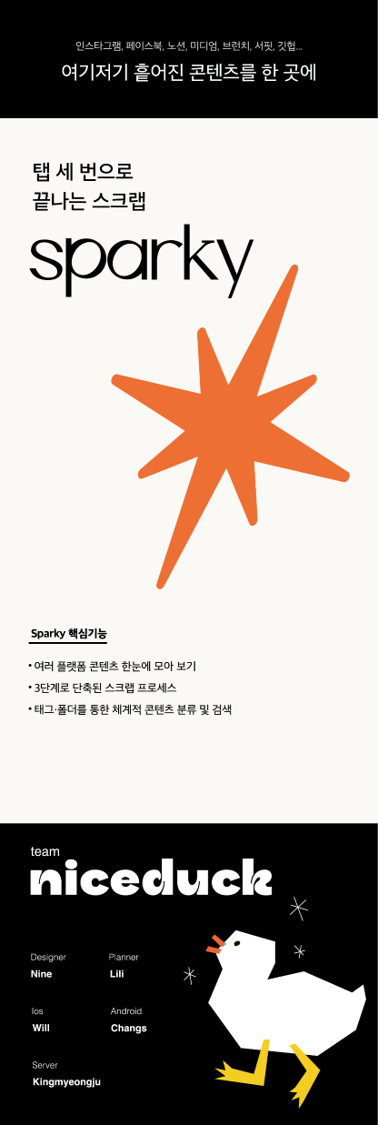 인스타그램, 페이스북, 노션, 미디엄, 브런치, 서핏, 깃헙...
여기저기 흩어진 콘텐츠를 한 곳에
탭 세 번으로
끝나는 스크랩
sparky
Sparky 핵심기능
• 여러 플랫폼 콘텐츠 한눈에 모아 보기
• 3단계로 단축된 스크랩 프로세스
• 태그·폴더를 통한 체계적 콘텐츠 분류 및 검색
team
niceduck
Designer
Nine
Planner
Lili
Ios
Will
Android
Changs
Server
Kingmyeongju